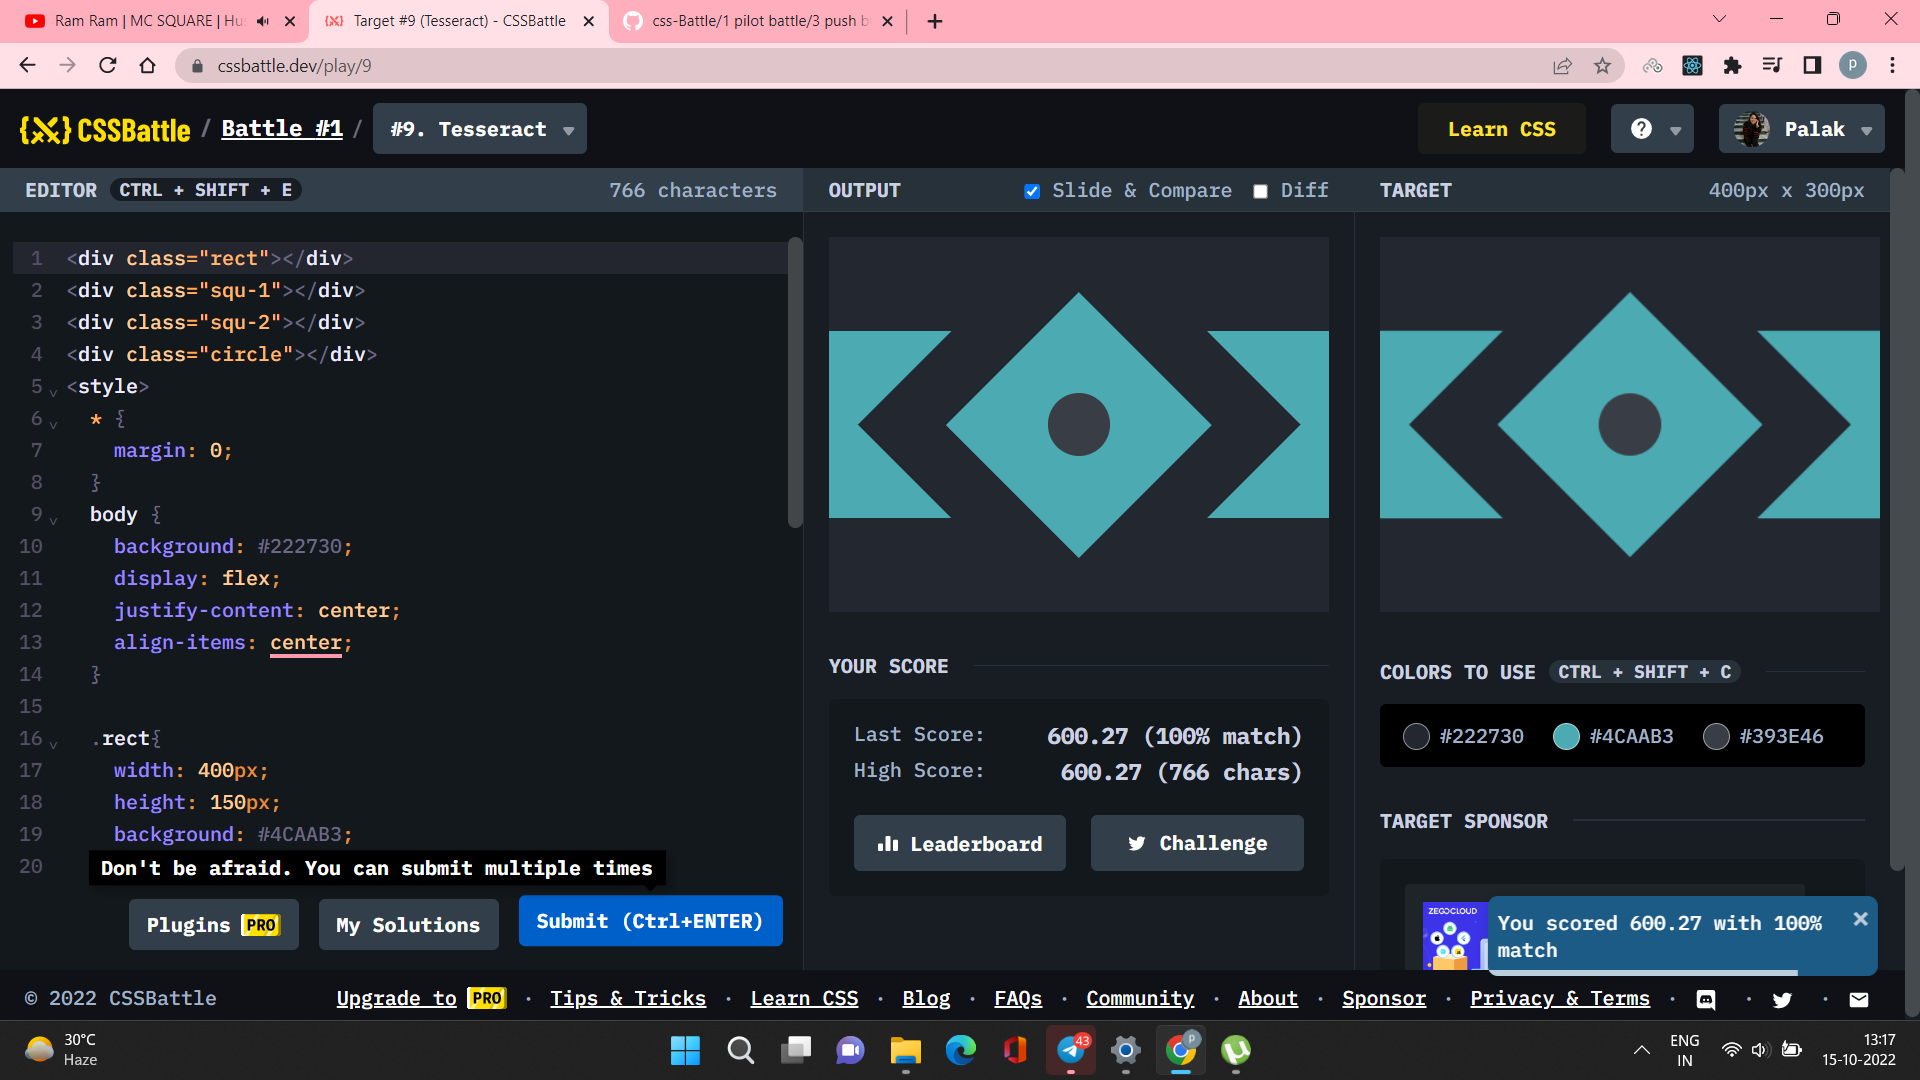 Ram Ram | MC SQUARE | Hu
Target #9 (Tesseract) - CSSBattle
css-Battle/1 pilot battle/3 push b
cssbattle.dev/play/9
P
CSSBattle / Battle #1 / #9. Tesseract
Learn CSS
?
Palak
EDITOR CTRL + SHIFT + E 766 characters
OUTPUT Slide & Compare Diff
TARGET 400px x 300px
1 <div class="rect"></div>
2 <div class="squ-1"></div>
3 <div class="squ-2"></div>
4 <div class="circle"></div>
5 <style>
6 * {
7 margin: 0;
8 }
9 body {
10 background: #222730;
11 display: flex;
12 justify-content: center;
13 align-items: center;
14 }
15
16 .rect{
17 width: 400px;
18 height: 150px;
19 background: #4CAAB3;
20
Don't be afraid. You can submit multiple times
Plugins PRO
My Solutions
Submit (Ctrl+ENTER)
YOUR SCORE
Last Score: 600.27 (100% match)
High Score: 600.27 (766 chars)
Leaderboard
Challenge
COLORS TO USE CTRL + SHIFT + C
#222730 #4CAAB3 #393E46
TARGET SPONSOR
ZEGOCLOUD
You scored 600.27 with 100%
match
© 2022 CSSBattle
Upgrade to PRO · Tips & Tricks · Learn CSS · Blog · FAQs · Community · About · Sponsor · Privacy & Terms
30°C
Haze
43
P
ENG
IN
13:17
15-10-2022